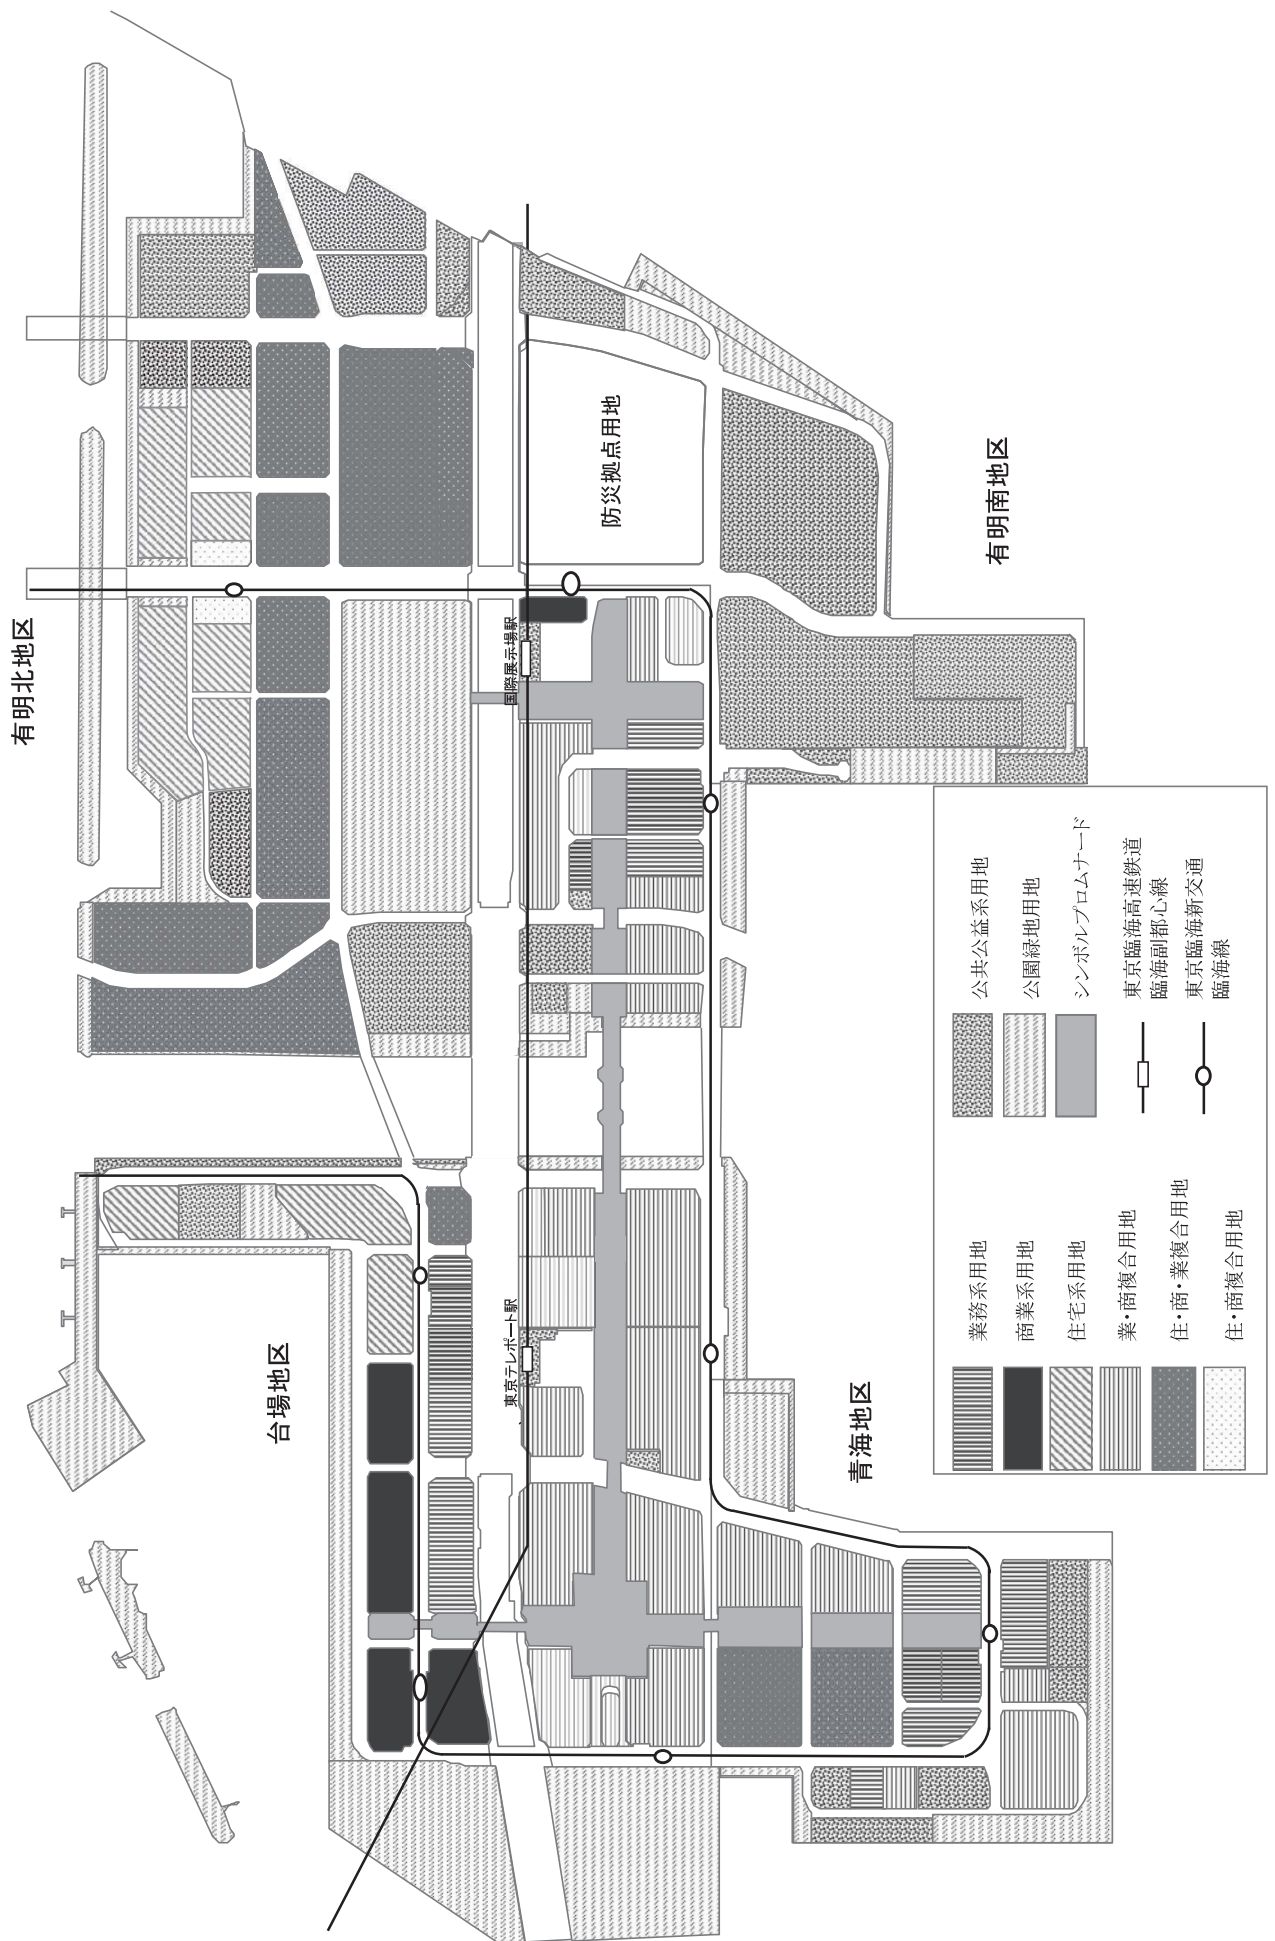 有明北地区
台場地区
国際展示場駅
東京テレポート駅
防災拠点用地
有明南地区
青海地区
業務系用地
商業系用地
住宅系用地
業・商複合用地
住・商・業複合用地
住・商複合用地
公共公益系用地
公園緑地用地
シンボルプロムナード
東京臨海高速鉄道
臨海副都心線
東京臨海新交通
臨海線